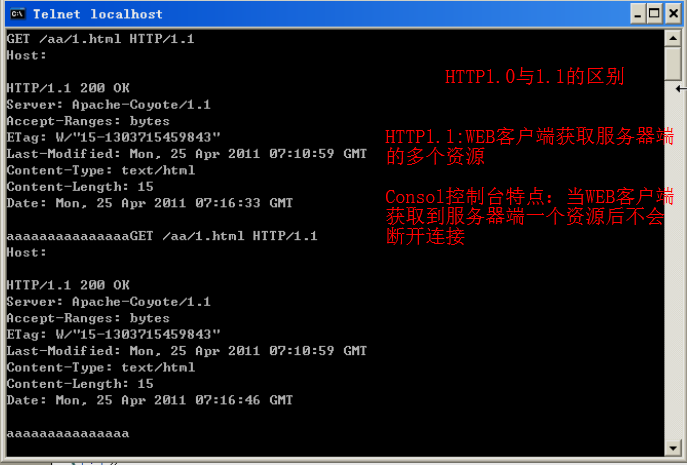 Telnet localhost
GET /aa/1.html HTTP/1.1
Host:
HTTP/1.1 200 OK
Server: Apache-Coyote/1.1
Accept-Ranges: bytes
ETag: W/"15-1303715459843"
Last-Modified: Mon, 25 Apr 2011 07:10:59 GMT
Content-Type: text/html
Content-Length: 15
Date: Mon, 25 Apr 2011 07:16:33 GMT
aaaaaaaaaaaaaaaGET /aa/1.html HTTP/1.1
Host:
HTTP/1.1 200 OK
Server: Apache-Coyote/1.1
Accept-Ranges: bytes
ETag: W/"15-1303715459843"
Last-Modified: Mon, 25 Apr 2011 07:10:59 GMT
Content-Type: text/html
Content-Length: 15
Date: Mon, 25 Apr 2011 07:16:46 GMT
aaaaaaaaaaaaaaa
HTTP1.0与1.1的区别
HTTP1.1:WEB客户端获取服务器端
的多个资源
Consol控制台特点：当WEB客户端
获取到服务器端一个资源后不会
断开连接